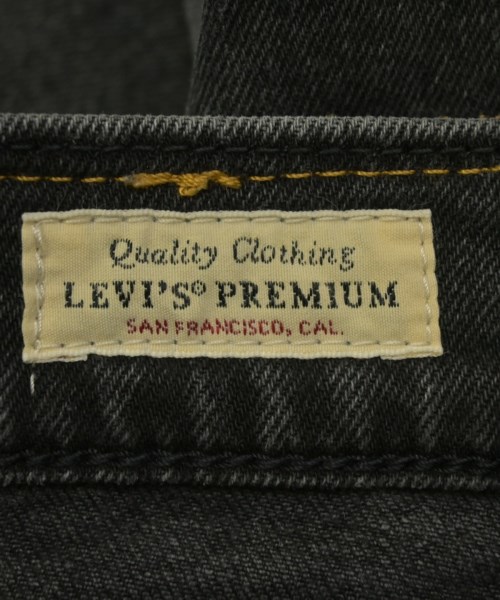 Quality Clothing
LEVI'S® PREMIUM
SAN FRANCISCO, CAL.